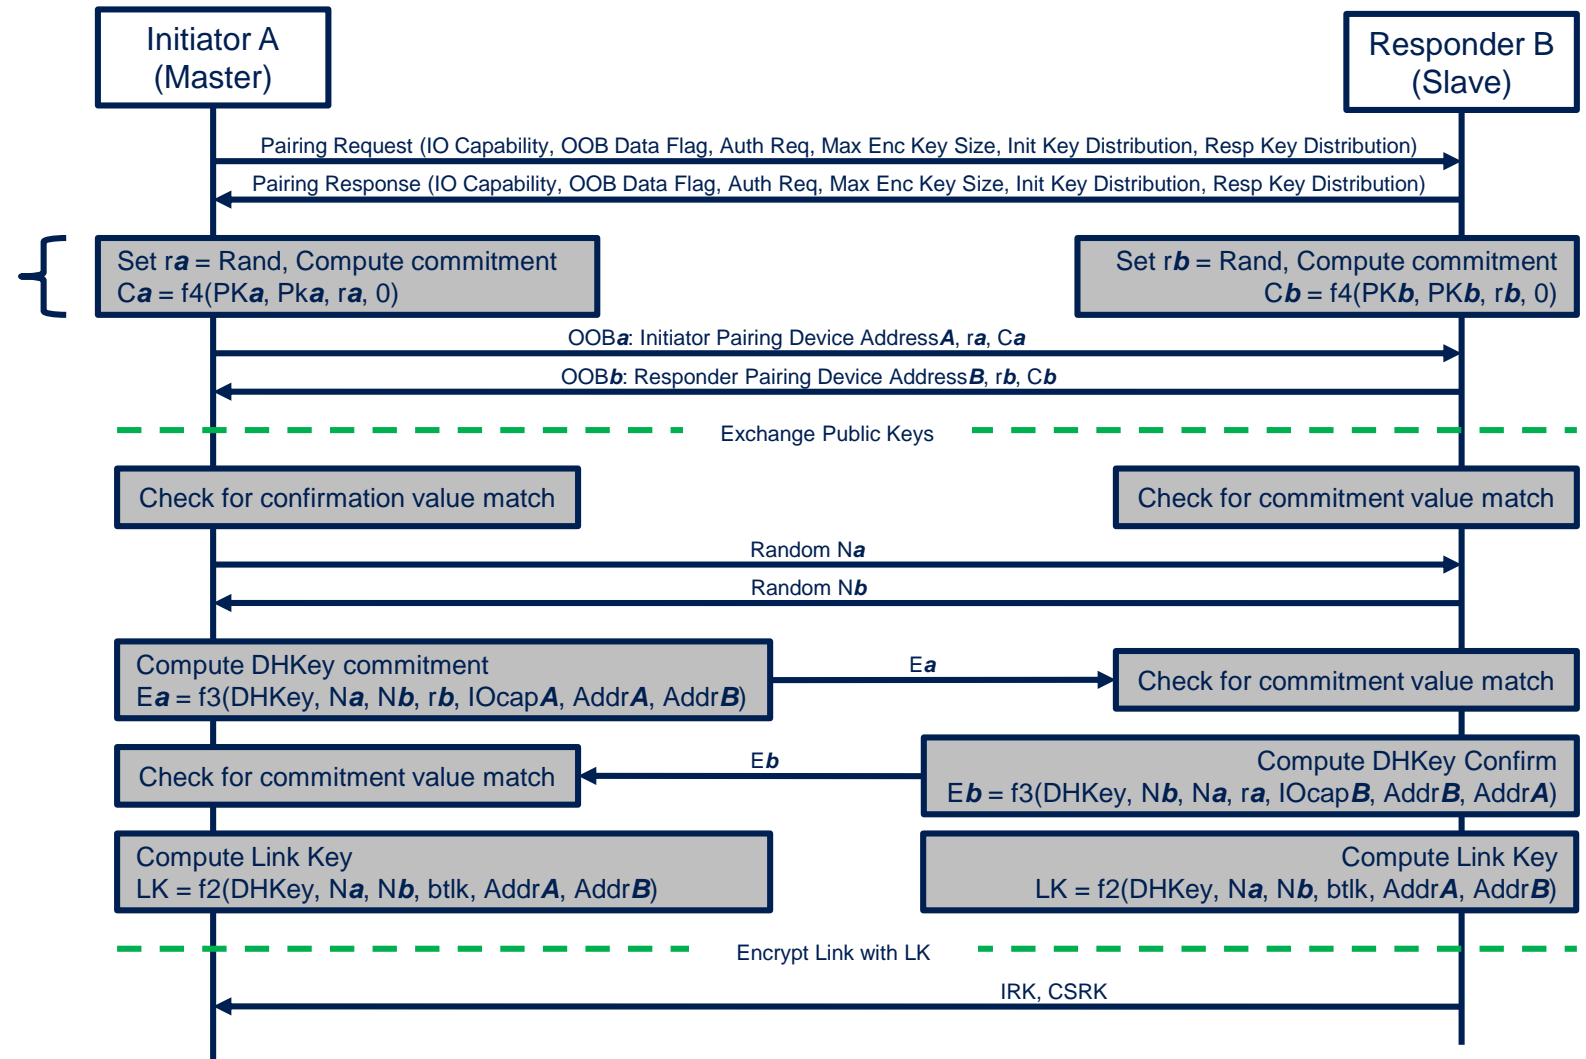 Initiator A
(Master)
Responder B
(Slave)
Pairing Request (IO Capability, OOB Data Flag, Auth Req, Max Enc Key Size, Init Key Distribution, Resp Key Distribution)
Pairing Response (IO Capability, OOB Data Flag, Auth Req, Max Enc Key Size, Init Key Distribution, Resp Key Distribution)
Set ra = Rand, Compute commitment
Ca = f4(PKa, Pka, ra, 0)
Set rb = Rand, Compute commitment
Cb = f4(PKb, PKb, rb, 0)
OOBa: Initiator Pairing Device AddressA, ra, Ca
OOBb: Responder Pairing Device AddressB, rb, Cb
Exchange Public Keys
Check for confirmation value match
Check for commitment value match
Random Na
Random Nb
Compute DHKey commitment
Ea = f3(DHKey, Na, Nb, rb, IOcapA, AddrA, AddrB)
Ea
Check for commitment value match
Check for commitment value match
Eb
Compute DHKey Confirm
Eb = f3(DHKey, Nb, Na, ra, IOcapB, AddrB, AddrA)
Compute Link Key
LK = f2(DHKey, Na, Nb, btlk, AddrA, AddrB)
Compute Link Key
LK = f2(DHKey, Na, Nb, btlk, AddrA, AddrB)
Encrypt Link with LK
IRK, CSRK